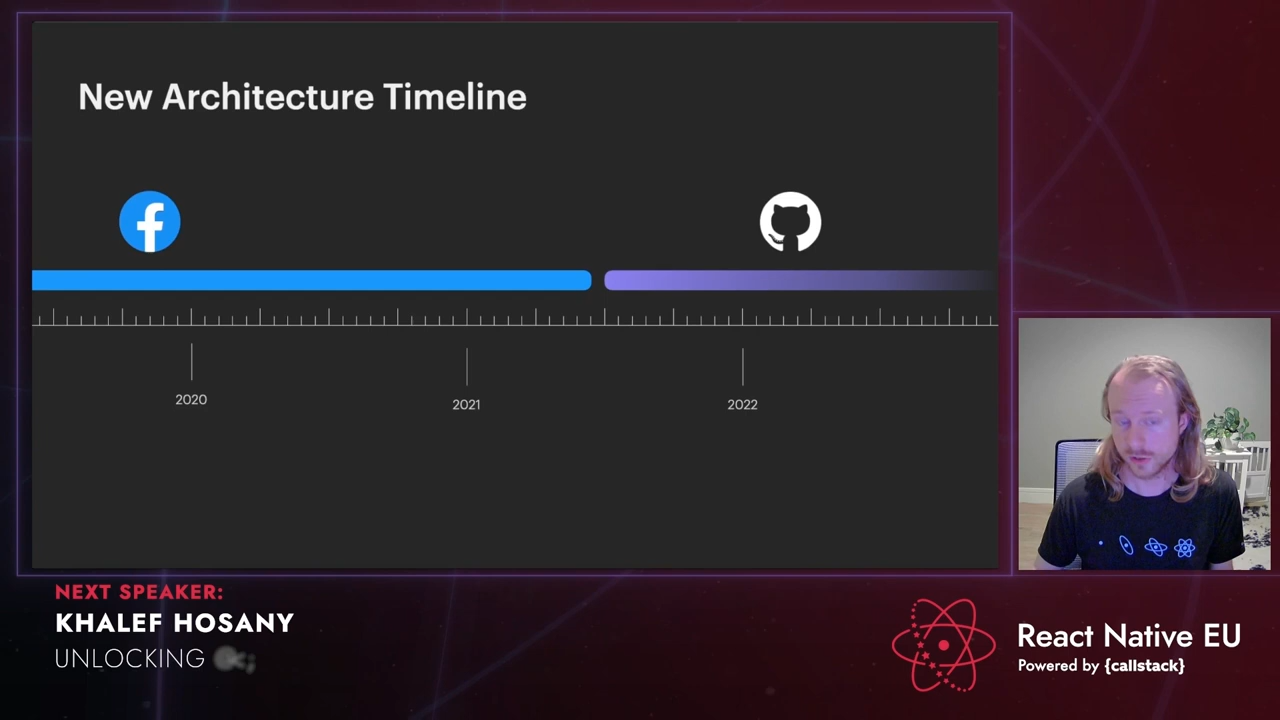 New Architecture Timeline
2020
2021
2022
NEXT SPEAKER:
KHALEF HOSANY
UNLOCKING
React Native EU
Powered by {callstack}